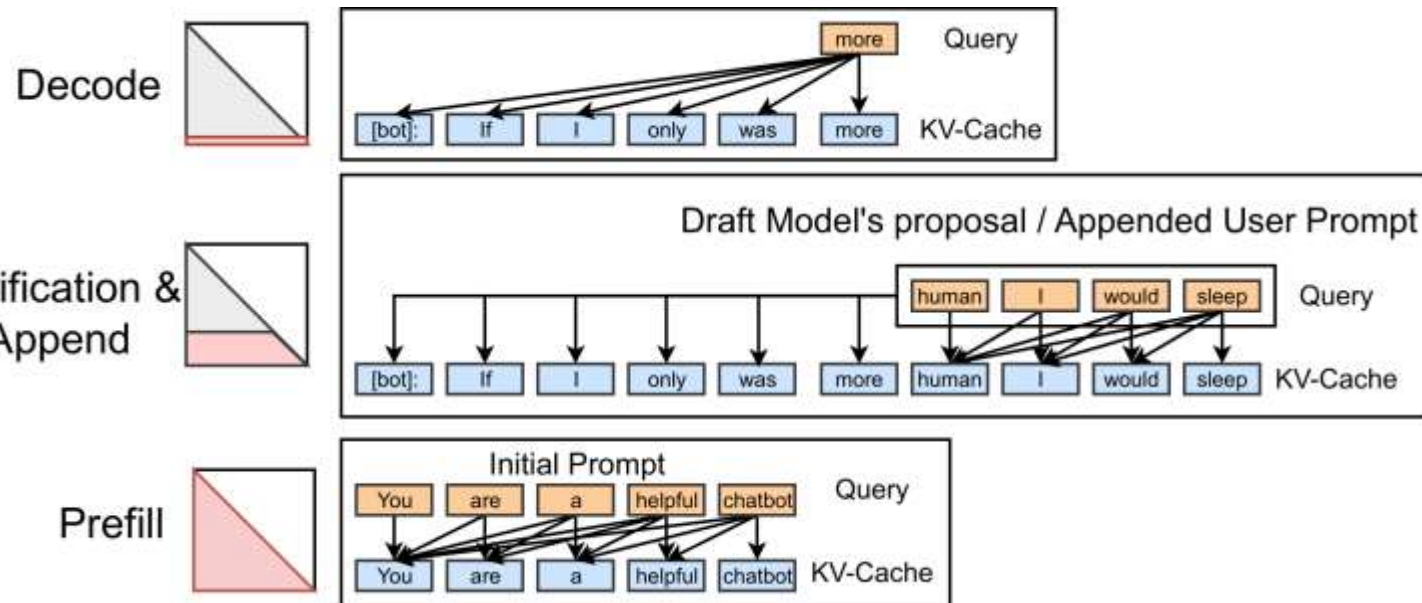 Decode
more
Query
[bot]: If I only was more KV-Cache
Draft Model's proposal / Appended User Prompt
ification &
Append
human I would sleep Query
[bot]: If I only was more human I would sleep KV-Cache
Prefill
Initial Prompt
You are a helpful chatbot Query
You are a helpful chatbot KV-Cache